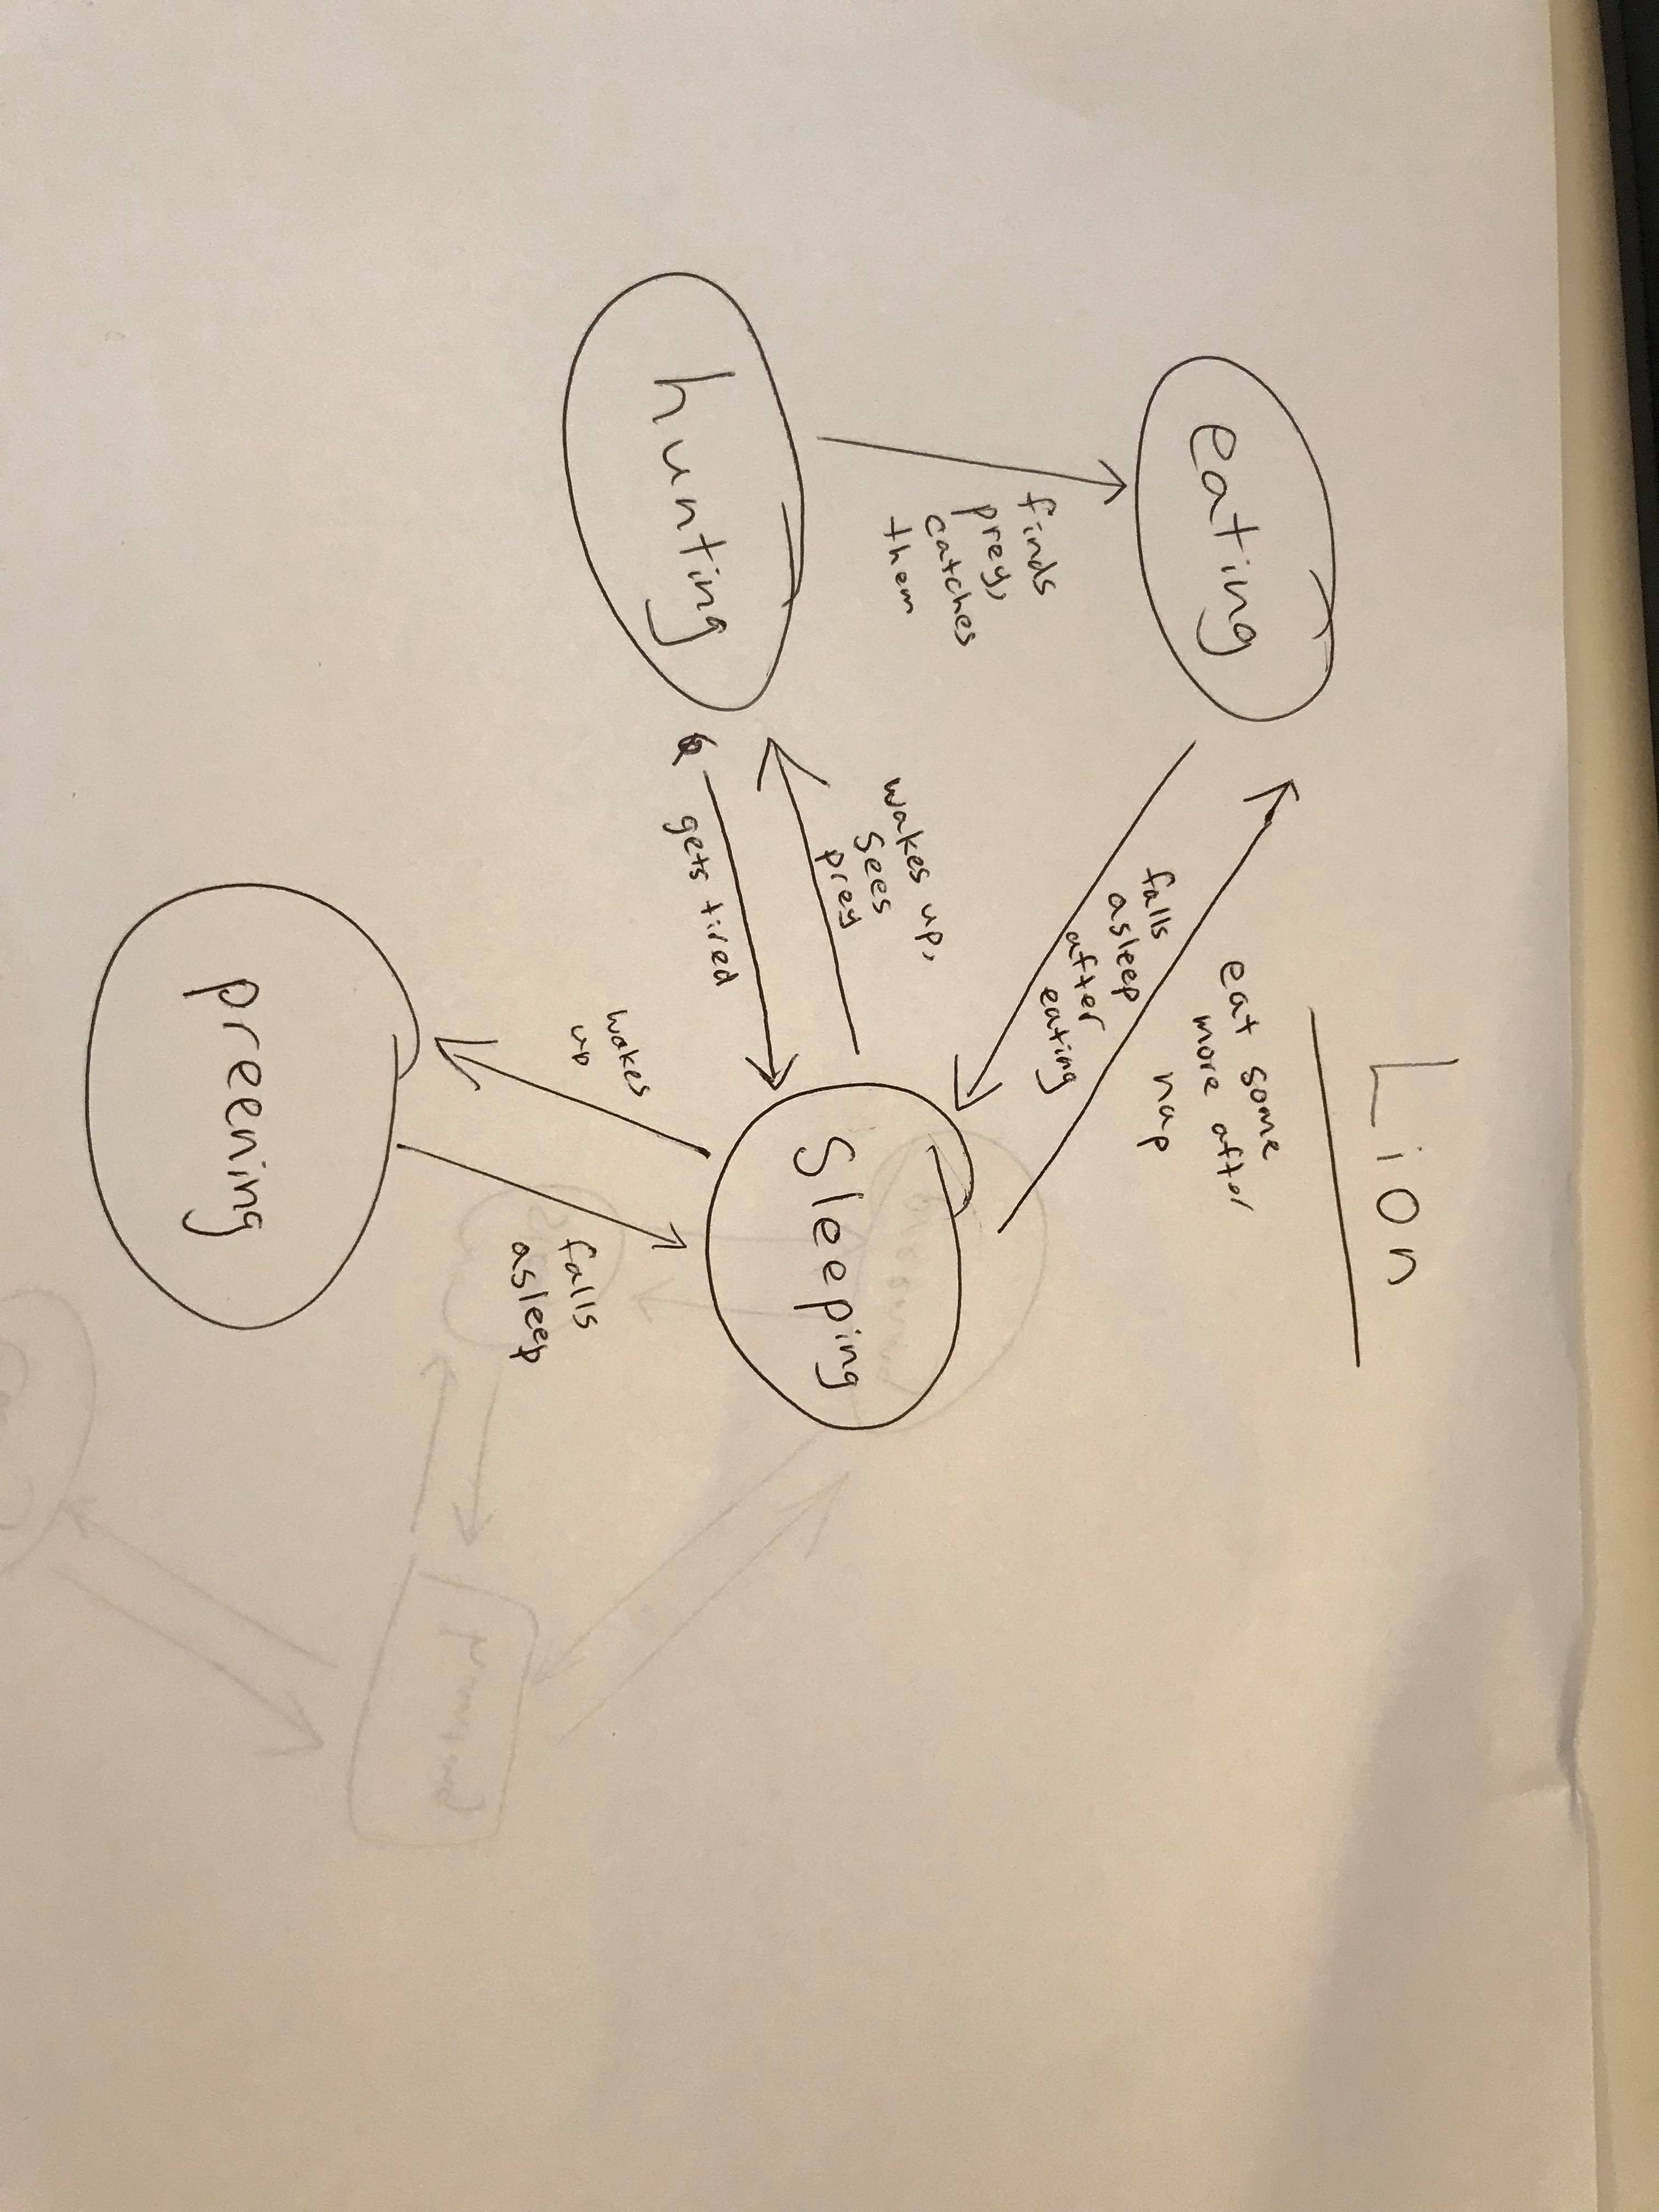 Lion
eating
eat some
more after
nap
falls
asleep
after
eating
finds
prey,
catches
them
wakes up,
sees
prey
Sleeping
gets tired
hunting
wakes
up
falls
asleep
preening